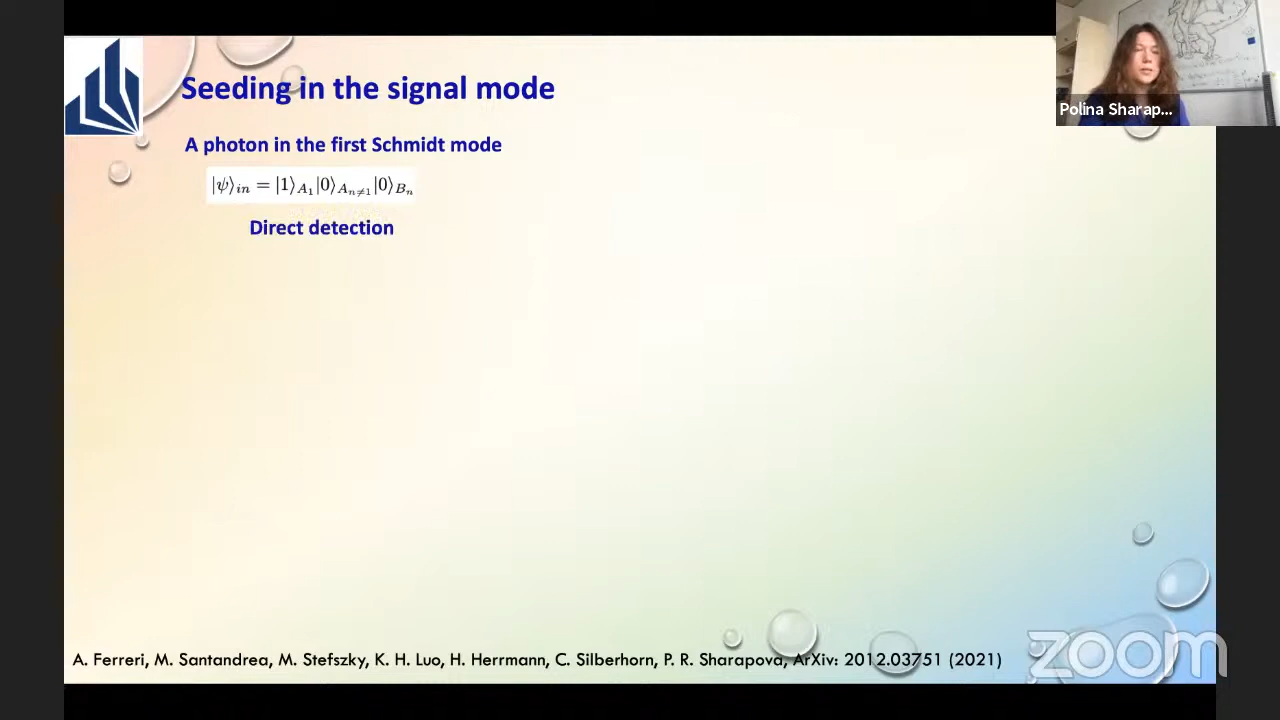 Seeding in the signal mode
Polina Sharap...
A photon in the first Schmidt mode
|ψ⟩_{in} = |1⟩_{A_1}|0⟩_{A_{n≠1}}|0⟩_{B_n}
Direct detection
A. Ferreri, M. Santandrea, M. Stefszky, K. H. Luo, H. Herrmann, C. Silberhorn, P. R. Sharapova, ArXiv: 2012.03751 (2021)
zoom